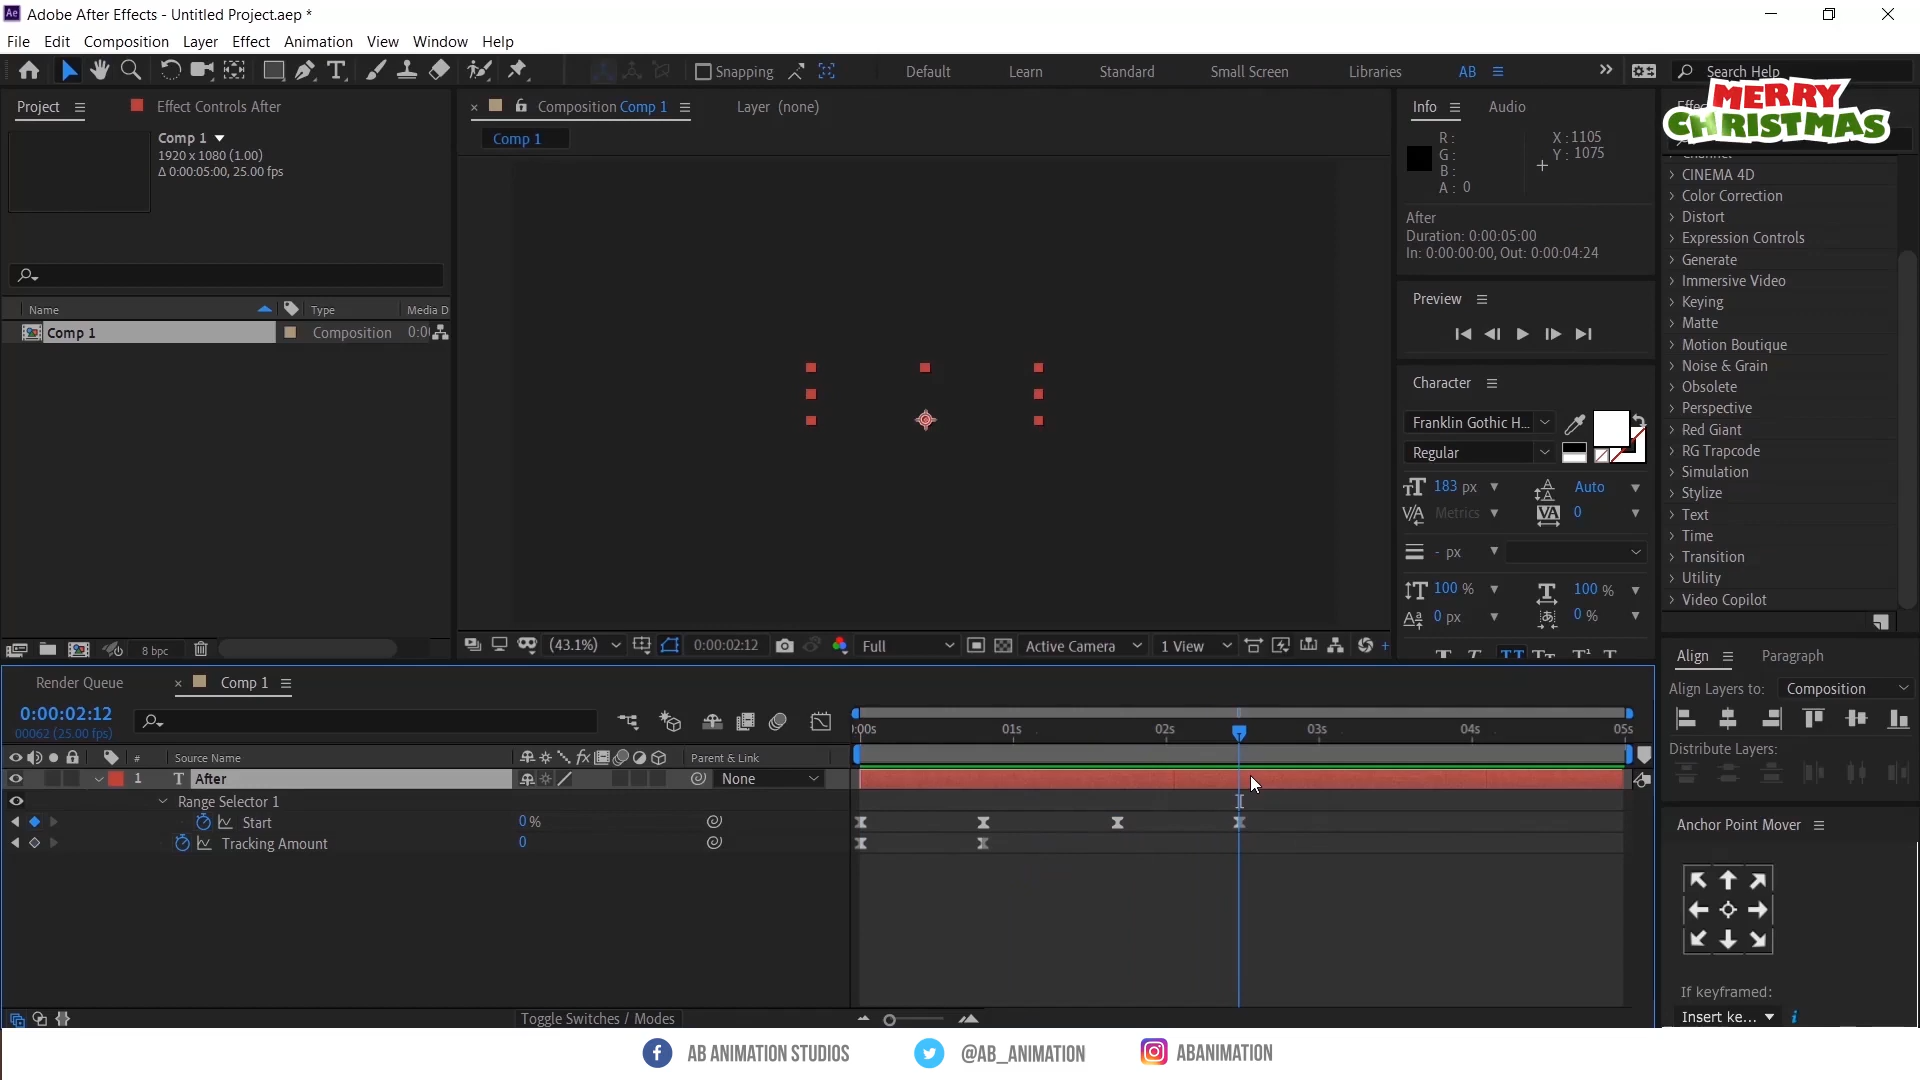 Adobe After Effects - Untitled Project.aep *
File Edit Composition Layer Effect Animation View Window Help
Snapping Default Learn Standard Small Screen Libraries AB Search Help
MERRY
CHRISTMAS
Project Effect Controls After
Comp 1
1920 x 1080 (1.00)
Δ 0:00:05:00, 25.00 fps
Name Type Media D
Comp 1 Composition
8 bpc
Composition Comp 1 Layer (none)
Comp 1
(43.1%) 0:00:02:12 Full Active Camera 1 View
Info Audio
R :
G :
B :
A : 0
X : 1105
Y : 1075
After
Duration: 0:00:05:00
In: 0:00:00:00, Out: 0:00:04:24
Preview
Character
Franklin Gothic H...
Regular
183 px Auto
Metrics 0
- px
100 % 100 %
0 px 0 %
CINEMA 4D
Color Correction
Distort
Expression Controls
Generate
Immersive Video
Keying
Matte
Motion Boutique
Noise & Grain
Obsolete
Perspective
Red Giant
RG Trapcode
Simulation
Stylize
Text
Time
Transition
Utility
Video Copilot
Align Paragraph
Align Layers to: Composition
Distribute Layers:
Anchor Point Mover
If keyframed:
Insert ke...
Render Queue Comp 1
0:00:02:12
00062 (25.00 fps)
01s 02s 03s 04s 05s
# Source Name Parent & Link
1 T After None
Range Selector 1
Start 0 %
Tracking Amount 0
Toggle Switches / Modes
AB ANIMATION STUDIOS @AB_ANIMATION ABANIMATION